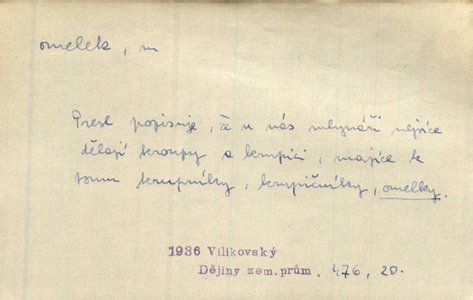 omelek, m
Presl popisuje, že u nás mlynáři nejvíce
dělají kroupy a krupici, majíce k
tomu krupníky, krupičníky, omelky.
1936 Vilikovský
Dějiny zem. prům. 476, 20.